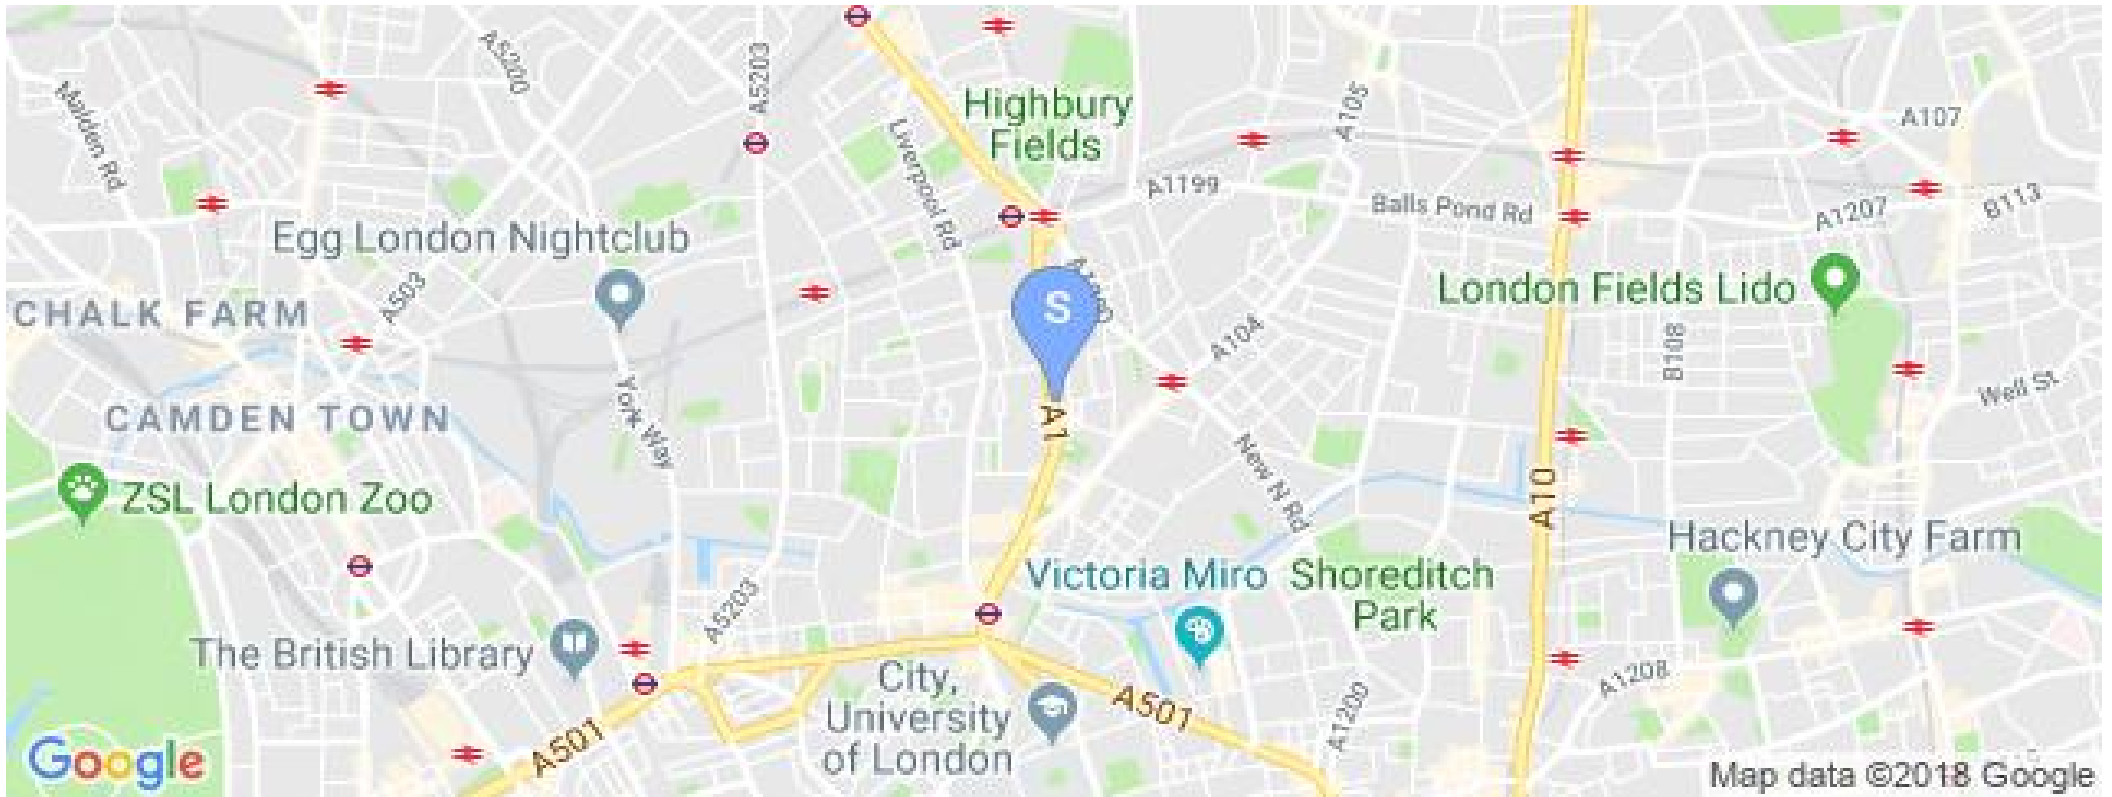 A5200
A5203
Malden Rd
Highbury
Fields
A105
A107
Liverpool Rd
A1199
Balls Pond Rd
A1207
B113
Egg London Nightclub
A503
CHALK FARM
S
London Fields Lido
A104
B108
Well St
CAMDEN TOWN
York Way
A1
New N Rd
ZSL London Zoo
A10
Hackney City Farm
Victoria Miro
Shoreditch
Park
A5203
The British Library
City,
University
of London
A501
A501
A1200
A1208
Google
Map data ©2018 Google